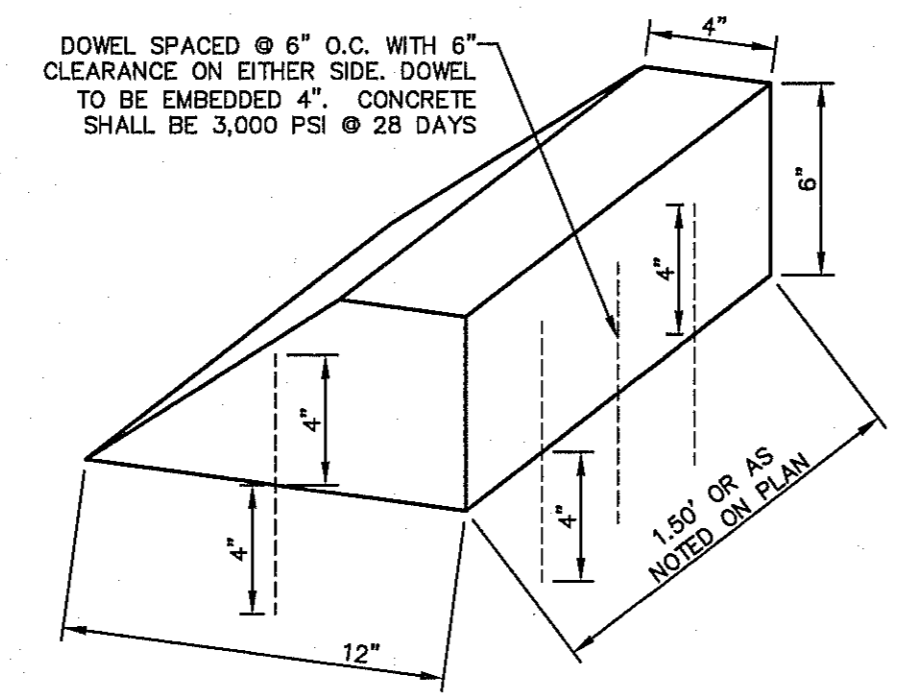 DOWEL SPACED @ 6" O.C. WITH 6"
CLEARANCE ON EITHER SIDE. DOWEL
TO BE EMBEDDED 4".  CONCRETE
SHALL BE 3,000 PSI @ 28 DAYS
4"
6"
4"
4"
4"
4"
1.50' OR AS
NOTED ON PLAN
12"